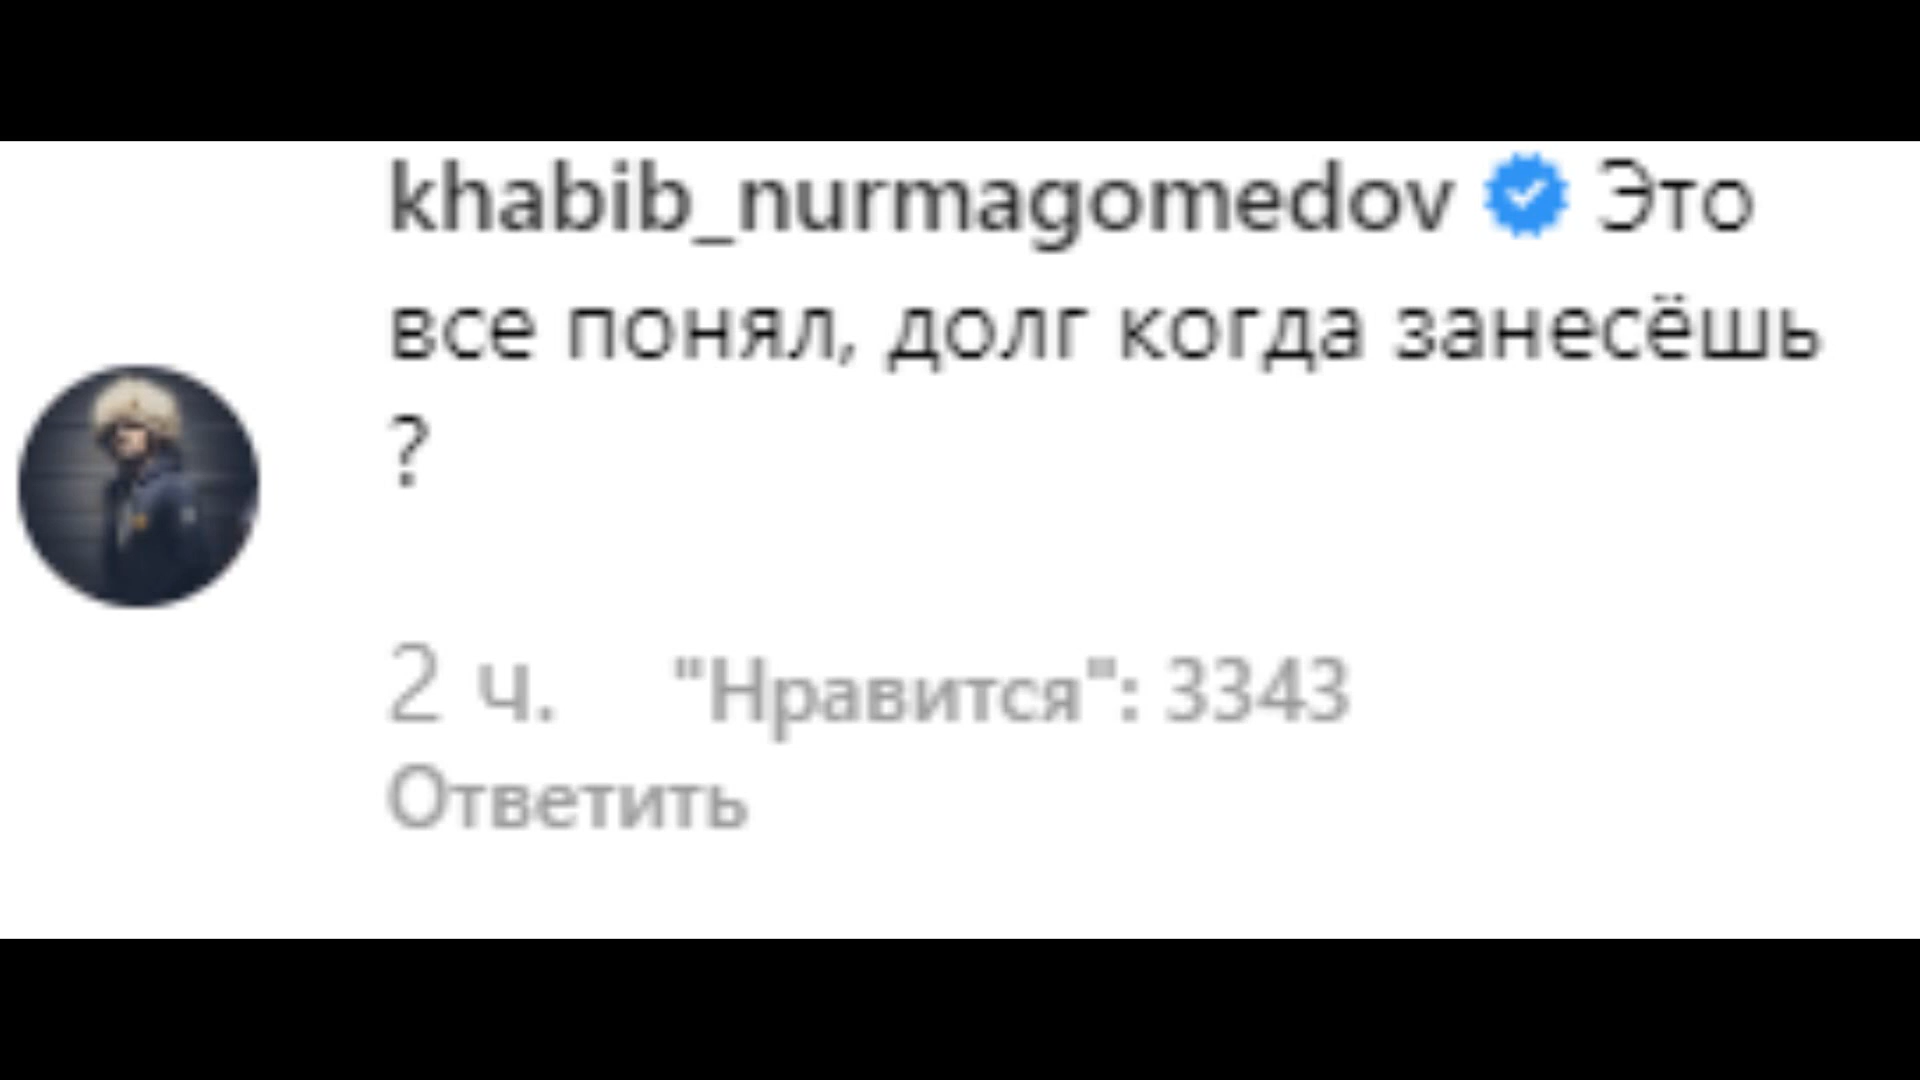 khabib_nurmagomedov Это
все понял, долг когда занесёшь
?
2 ч. "Нравится": 3343
Ответить